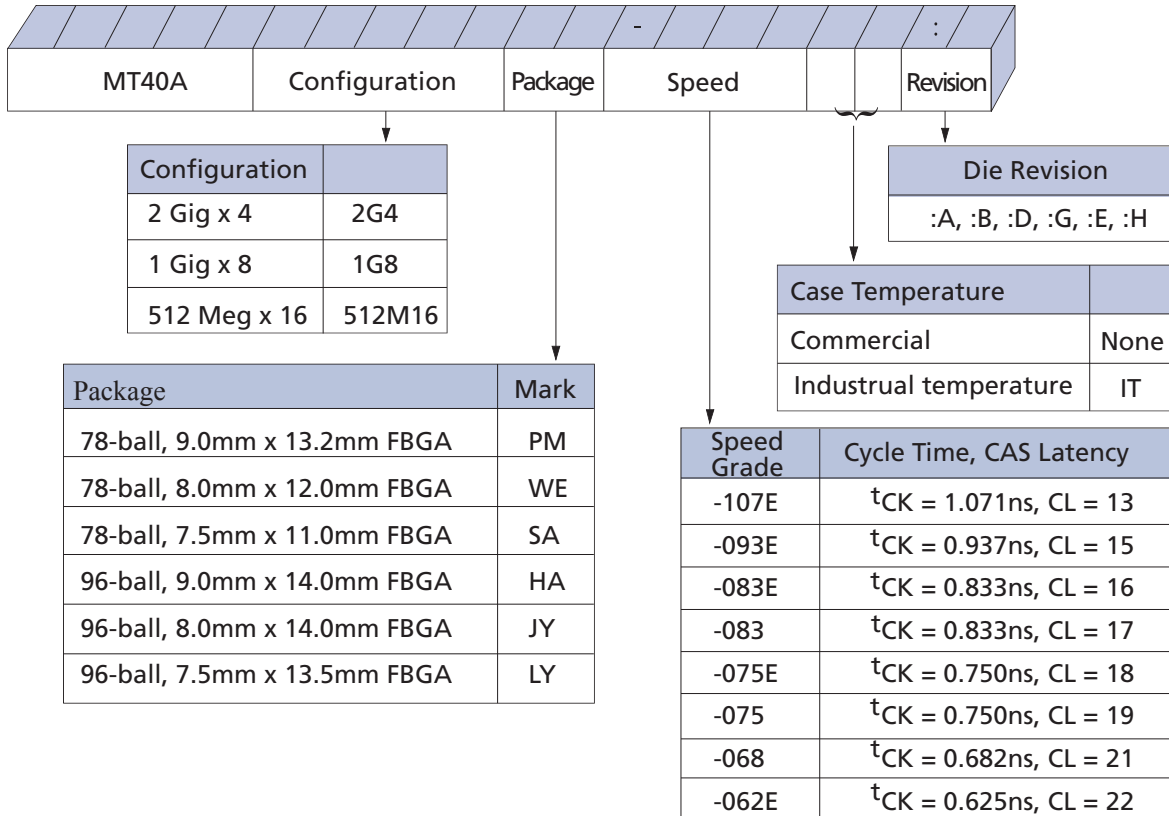 - :
MT40A Configuration Package Speed Revision
Configuration
2 Gig x 4 2G4
1 Gig x 8 1G8
512 Meg x 16 512M16
Die Revision
:A, :B, :D, :G, :E, :H
Case Temperature
Commercial None
Industrual temperature IT
Package Mark
78-ball, 9.0mm x 13.2mm FBGA PM
78-ball, 8.0mm x 12.0mm FBGA WE
78-ball, 7.5mm x 11.0mm FBGA SA
96-ball, 9.0mm x 14.0mm FBGA HA
96-ball, 8.0mm x 14.0mm FBGA JY
96-ball, 7.5mm x 13.5mm FBGA LY
Speed Grade Cycle Time, CAS Latency
-107E tCK = 1.071ns, CL = 13
-093E tCK = 0.937ns, CL = 15
-083E tCK = 0.833ns, CL = 16
-083 tCK = 0.833ns, CL = 17
-075E tCK = 0.750ns, CL = 18
-075 tCK = 0.750ns, CL = 19
-068 tCK = 0.682ns, CL = 21
-062E tCK = 0.625ns, CL = 22